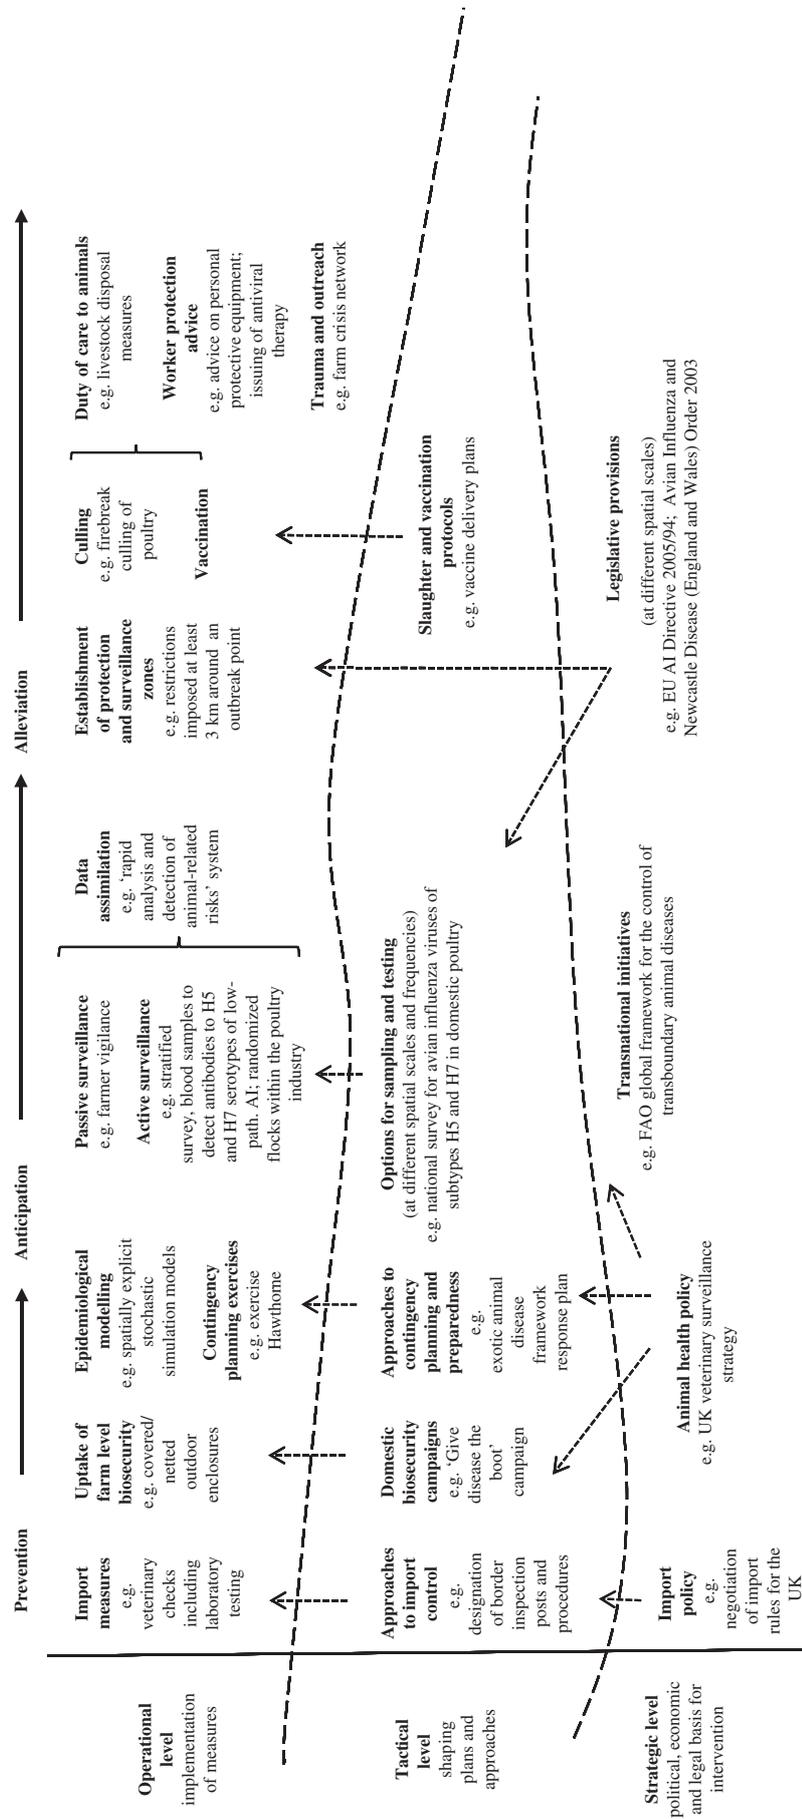 Prevention
Anticipation
Alleviation
Operational
level
implementation
of measures
Import
measures
e.g.
veterinary
checks
including
laboratory
testing
Uptake of
farm level
biosecurity
e.g. covered/
netted
outdoor
enclosures
Epidemiological
modelling
e.g. spatially explicit
stochastic
simulation models
Contingency
planning exercises
e.g. exercise
Hawthorne
Passive surveillance
e.g. farmer vigilance
Active surveillance
e.g. stratified
survey, blood samples to
detect antibodies to H5
and H7 serotypes of low-
path. AI; randomized
flocks within the poultry
industry
Data
assimilation
e.g. ‘rapid
analysis and
detection of
animal-related
risks’ system
Establishment
of protection
and surveillance
zones
e.g. restrictions
imposed at least
3 km around an
outbreak point
Culling
e.g. firebreak
culling of
poultry
Vaccination
Duty of care to animals
e.g. livestock disposal
measures
Worker protection
advice
e.g. advice on personal
protective equipment;
issuing of antiviral
therapy
Trauma and outreach
e.g. farm crisis network
Tactical
level
shaping
plans and
approaches
Approaches
to import
control
e.g.
designation
of border
inspection
posts and
procedures
Domestic
biosecurity
campaigns
e.g. ‘Give
disease the
boot’
campaign
Approaches to
contingency
planning and
preparedness
e.g.
exotic animal
disease
framework
response plan
Options for sampling and testing
(at different spatial scales and frequencies)
e.g. national survey for avian influenza viruses of
subtypes H5 and H7 in domestic poultry
Slaughter and vaccination
protocols
e.g. vaccine delivery plans
Strategic level
political, economic
and legal basis for
intervention
Import
policy
e.g.
negotiation
of import
rules for the
UK
Animal health policy
e.g. UK veterinary surveillance
strategy
Transnational initiatives
e.g. FAO global framework for the control of
transboundary animal diseases
Legislative provisions
(at different spatial scales)
e.g. EU AI Directive 2005/94; Avian Influenza and
Newcastle Disease (England and Wales) Order 2003